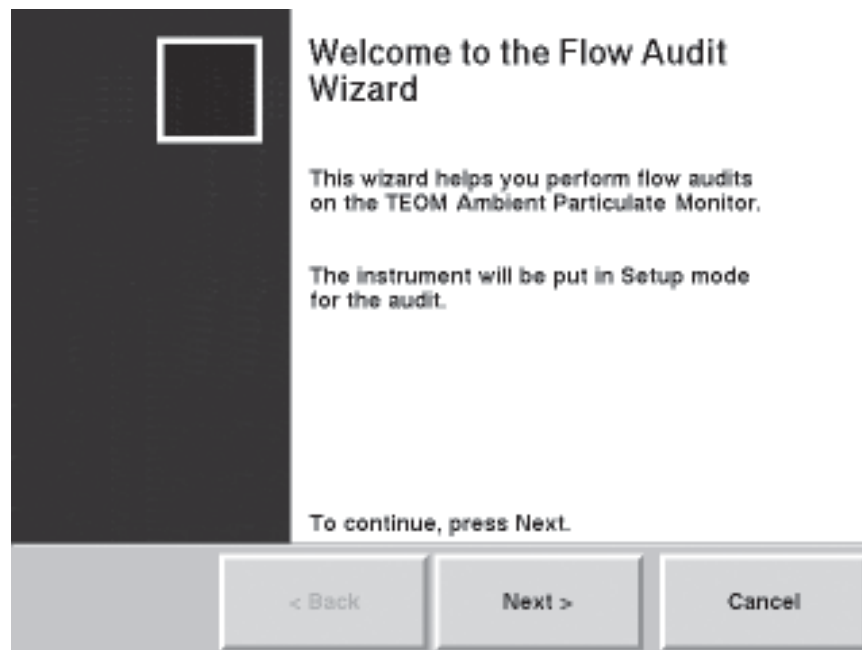 Welcome to the Flow Audit
Wizard
This wizard helps you perform flow audits
on the TEOM Ambient Particulate Monitor.
The instrument will be put in Setup mode
for the audit.
To continue, press Next.
< Back
Next >
Cancel